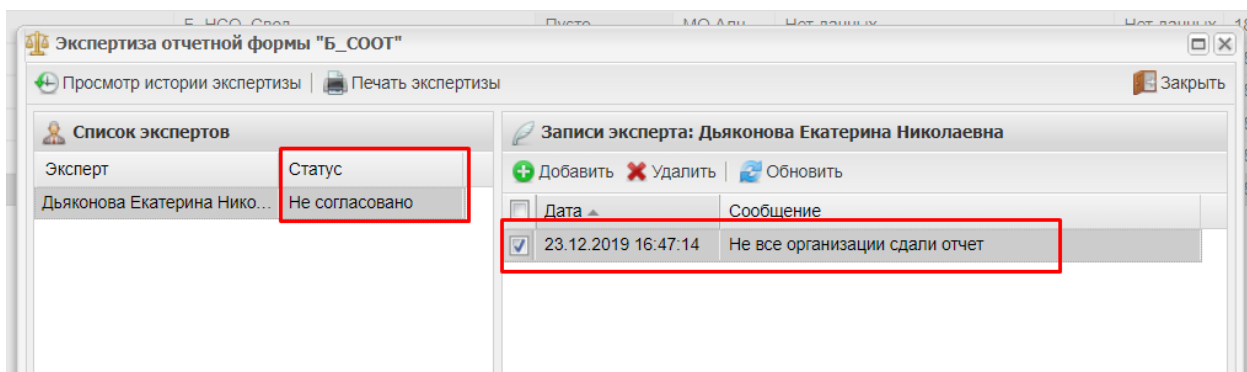 Экспертиза отчетной формы "Б_СООТ"
Просмотр истории экспертизы Печать экспертизы Закрыть
Список экспертов
Эксперт Статус
Дьяконова Екатерина Нико... Не согласовано
Записи эксперта: Дьяконова Екатерина Николаевна
Добавить Удалить Обновить
Дата Сообщение
23.12.2019 16:47:14 Не все организации сдали отчет